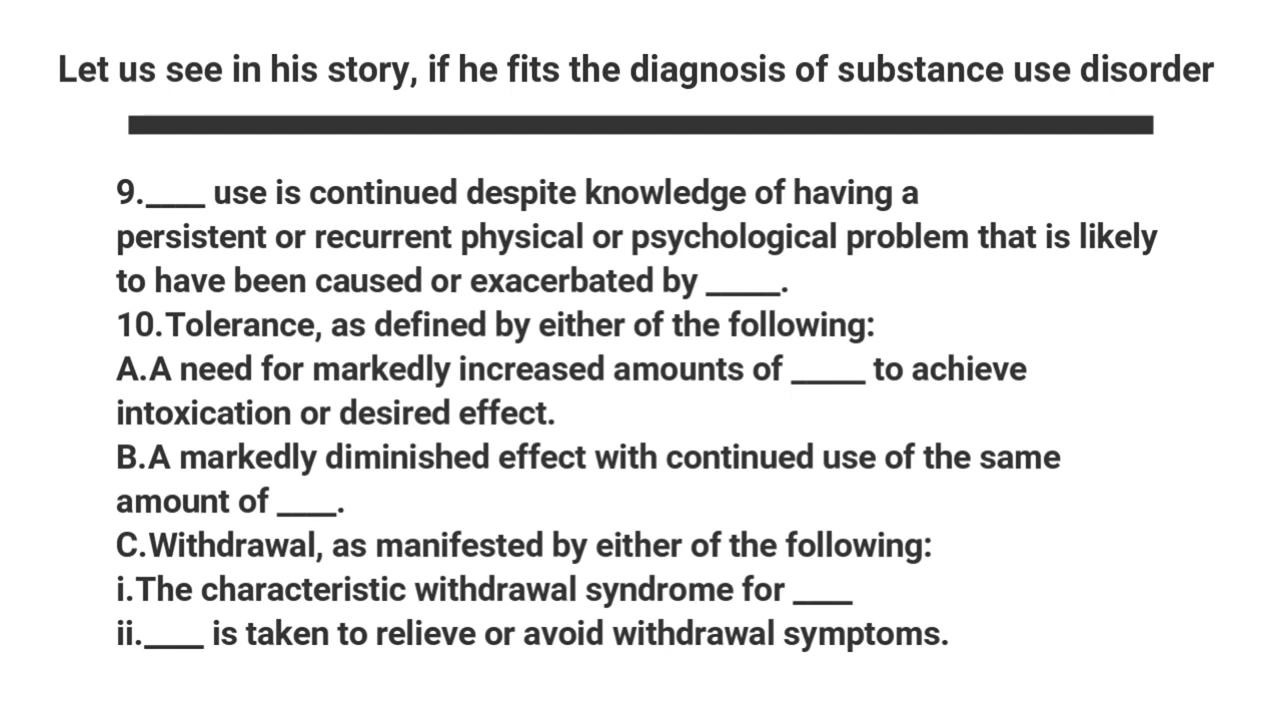 Let us see in his story, if he fits the diagnosis of substance use disorder
9.____ use is continued despite knowledge of having a
persistent or recurrent physical or psychological problem that is likely
to have been caused or exacerbated by _____.
10.Tolerance, as defined by either of the following:
A.A need for markedly increased amounts of _____ to achieve
intoxication or desired effect.
B.A markedly diminished effect with continued use of the same
amount of ____.
C.Withdrawal, as manifested by either of the following:
i.The characteristic withdrawal syndrome for ____
ii.____ is taken to relieve or avoid withdrawal symptoms.